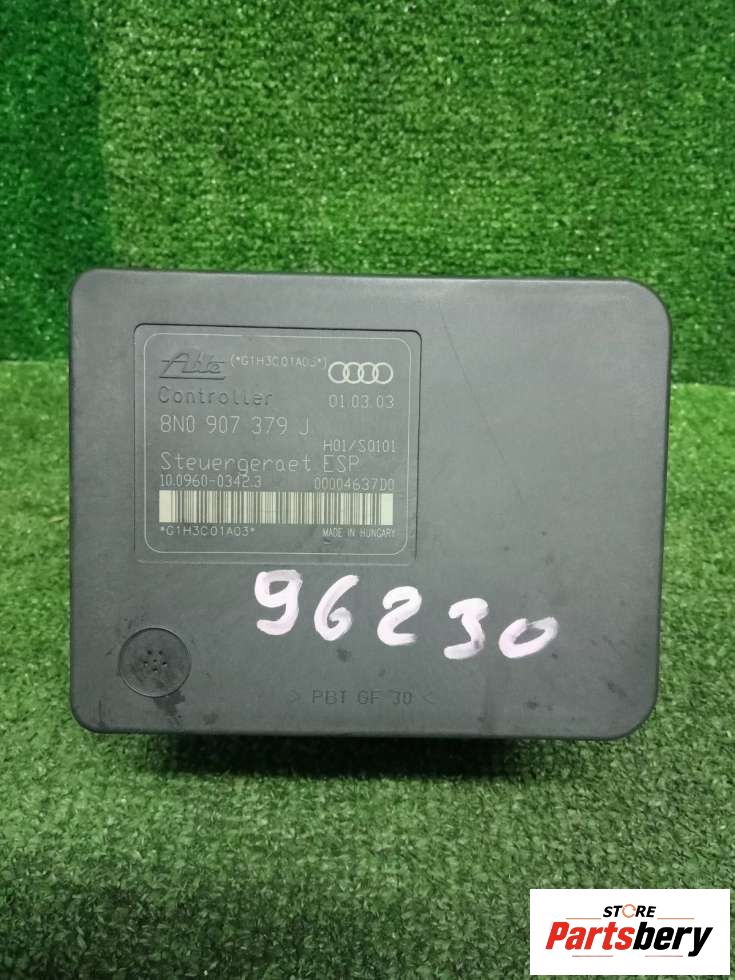 Ate (*G1H3C01A03*)
Controller 01.03.03
8N0 907 379 J
H01/S0101
Steuergeraet ESP
10.0960-0342.3 00004637D0
*G1H3C01A03* MADE IN HUNGARY
96230
> PBT GF 30 <
STORE
Partsbery